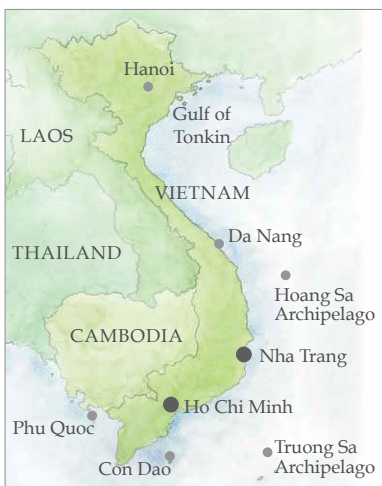 Hanoi
Gulf of
Tonkin
LAOS
VIETNAM
Da Nang
THAILAND
Hoang Sa
Archipelago
CAMBODIA
Nha Trang
Ho Chi Minh
Phu Quoc
Truong Sa
Archipelago
Con Dao